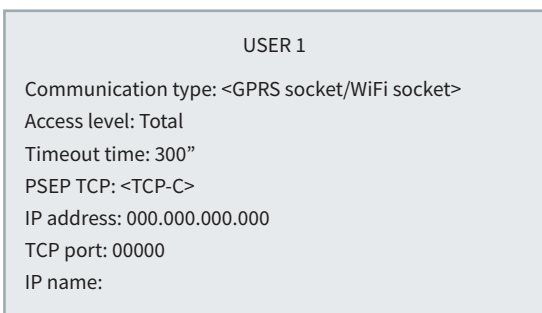 USER 1
Communication type: <GPRS socket/WiFi socket>
Access level: Total
Timeout time: 300”
PSEP TCP: <TCP-C>
IP address: 000.000.000.000
TCP port: 00000
IP name: